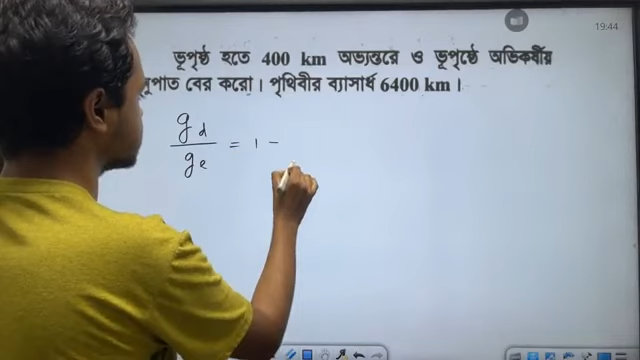 19:44
ভূপৃষ্ঠ হতে 400 km অভ্যন্তরে ও ভূপৃষ্ঠে অভিকর্ষীয়
বের করো। পৃথিবীর ব্যাসার্ধ 6400 km।
g_d / g_e = 1 -